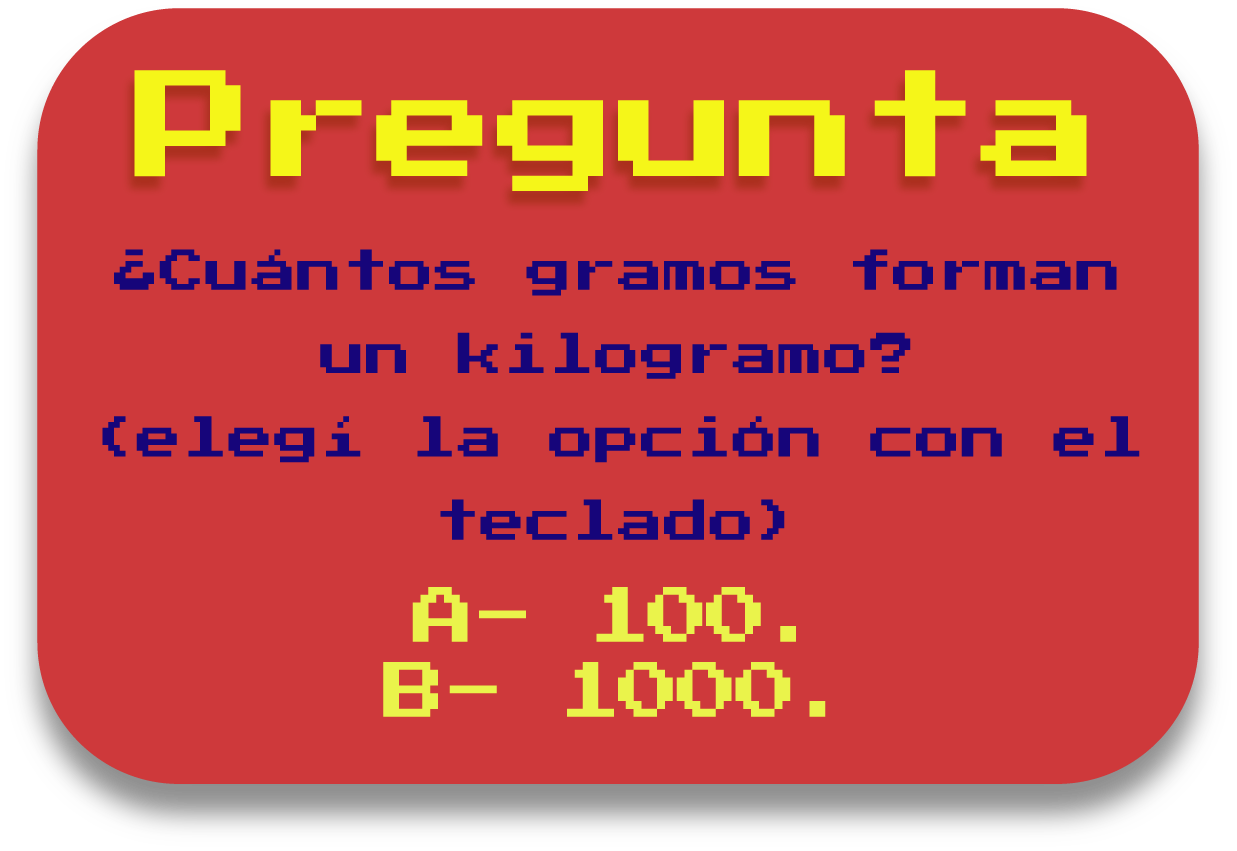 Pregunta
¿Cuántos gramos forman
un kilogramo?
(elegí la opción con el
teclado)
A- 100.
B- 1000.